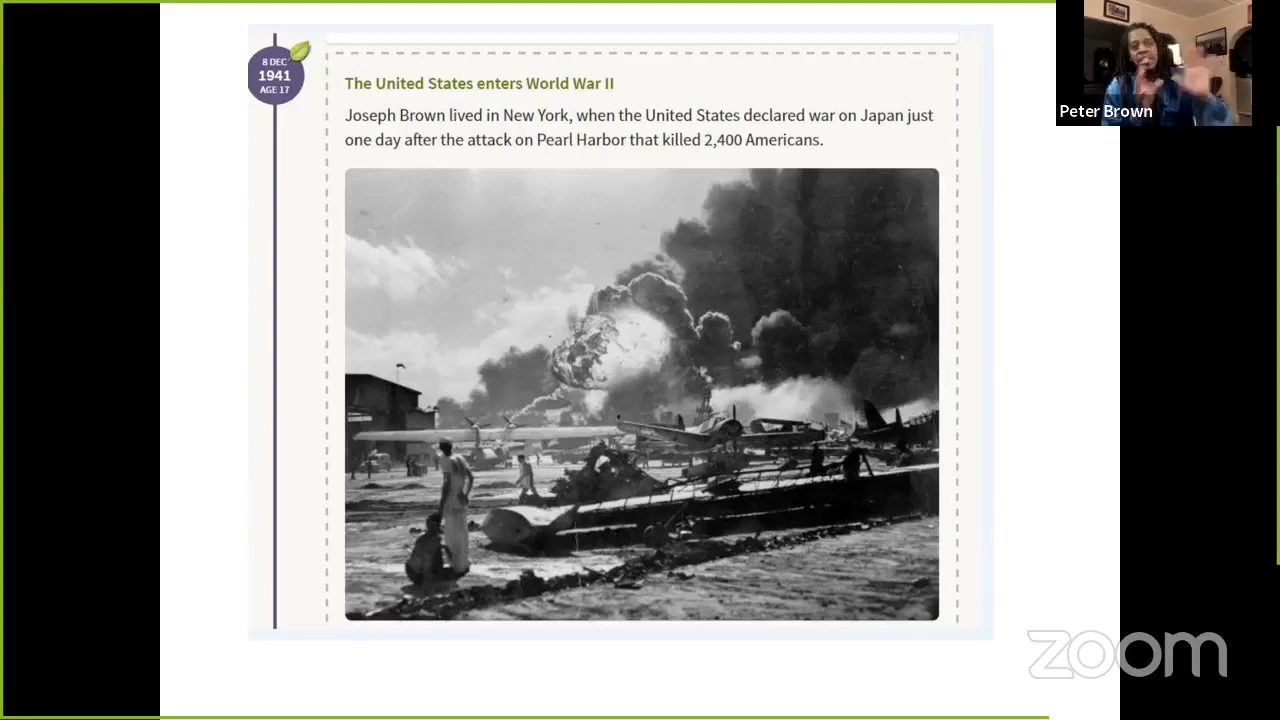 8 DEC
1941
AGE 17
The United States enters World War II
Joseph Brown lived in New York, when the United States declared war on Japan just
one day after the attack on Pearl Harbor that killed 2,400 Americans.
Peter Brown
zoom